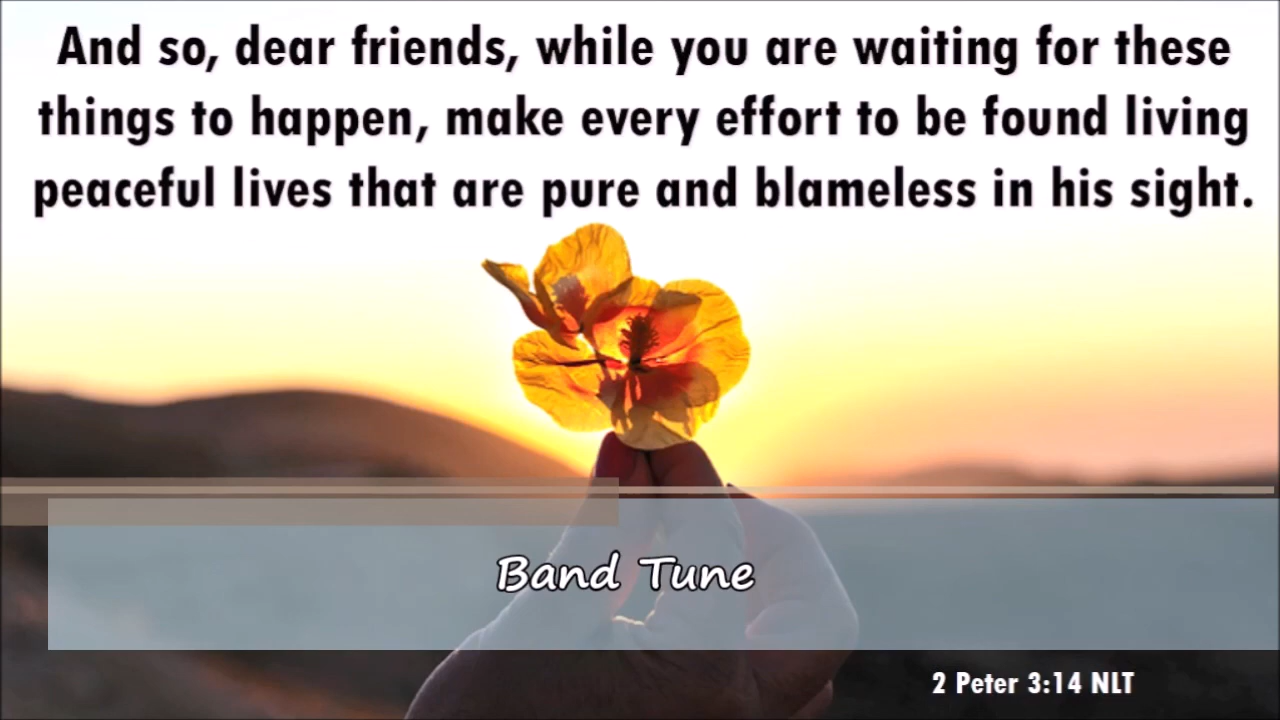 And so, dear friends, while you are waiting for these
things to happen, make every effort to be found living
peaceful lives that are pure and blameless in his sight.
Band Tune
2 Peter 3:14 NLT